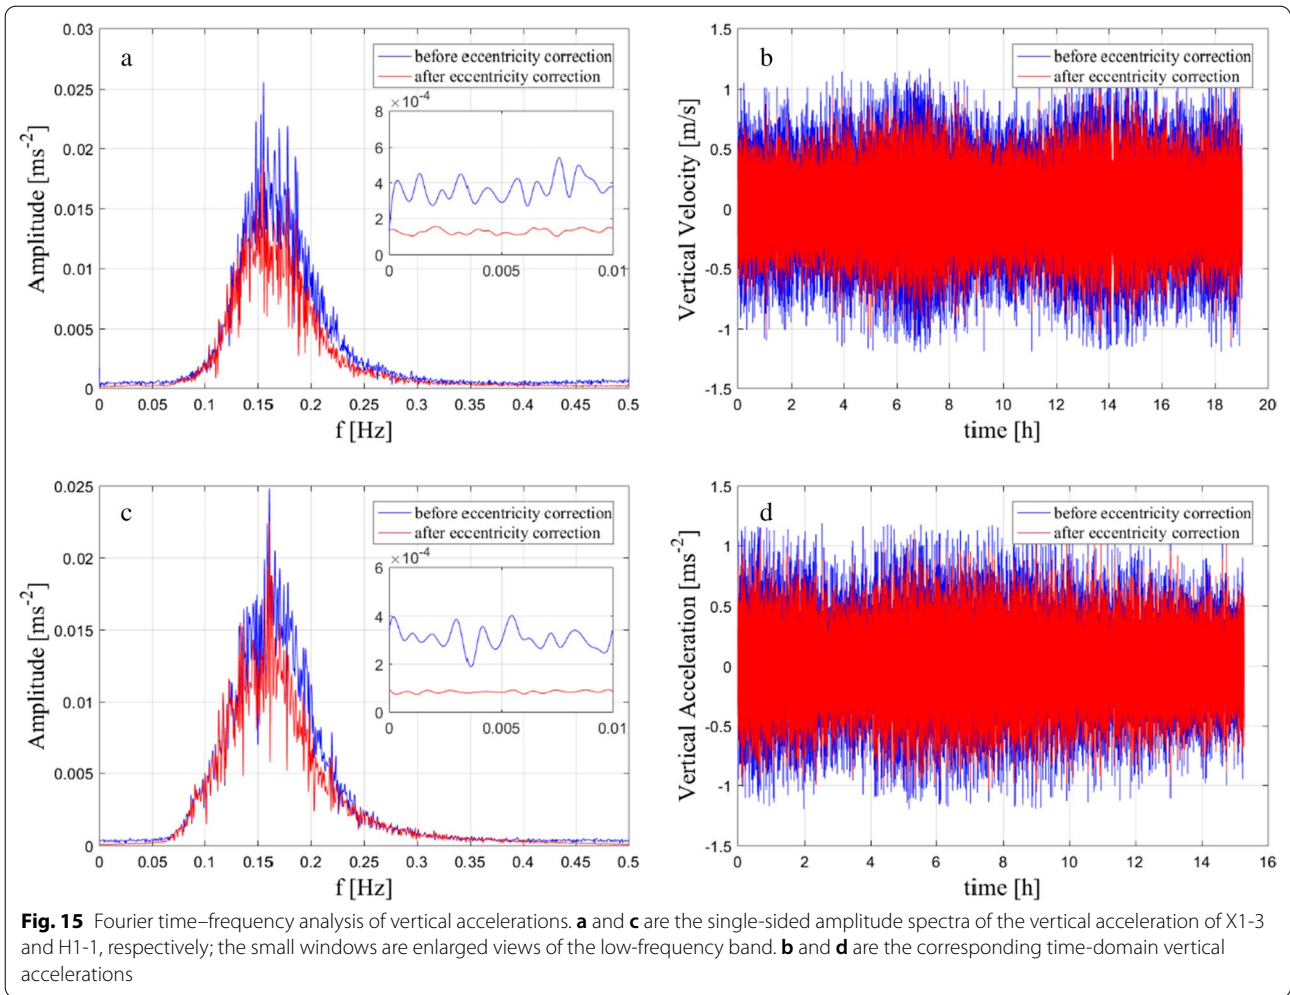 a
before eccentricity correction
after eccentricity correction
Amplitude [ms⁻²]
0.03
0.025
0.02
0.015
0.01
0.005
0
×10⁻⁴
8
6
4
2
0
0 0.005 0.01
0 0.05 0.1 0.15 0.2 0.25 0.3 0.35 0.4 0.45 0.5
f [Hz]
b
before eccentricity correction
after eccentricity correction
Vertical Velocity [m/s]
1.5
1
0.5
0
-0.5
-1
-1.5
0 2 4 6 8 10 12 14 16 18 20
time [h]
c
before eccentricity correction
after eccentricity correction
Amplitude [ms⁻²]
0.025
0.02
0.015
0.01
0.005
0
×10⁻⁴
6
4
2
0
0 0.005 0.01
0 0.05 0.1 0.15 0.2 0.25 0.3 0.35 0.4 0.45 0.5
f [Hz]
d
before eccentricity correction
after eccentricity correction
Vertical Acceleration [ms⁻²]
1.5
1
0.5
0
-0.5
-1
-1.5
0 2 4 6 8 10 12 14 16
time [h]
Fig. 15 Fourier time–frequency analysis of vertical accelerations. a and c are the single-sided amplitude spectra of the vertical acceleration of X1-3
and H1-1, respectively; the small windows are enlarged views of the low-frequency band. b and d are the corresponding time-domain vertical
accelerations